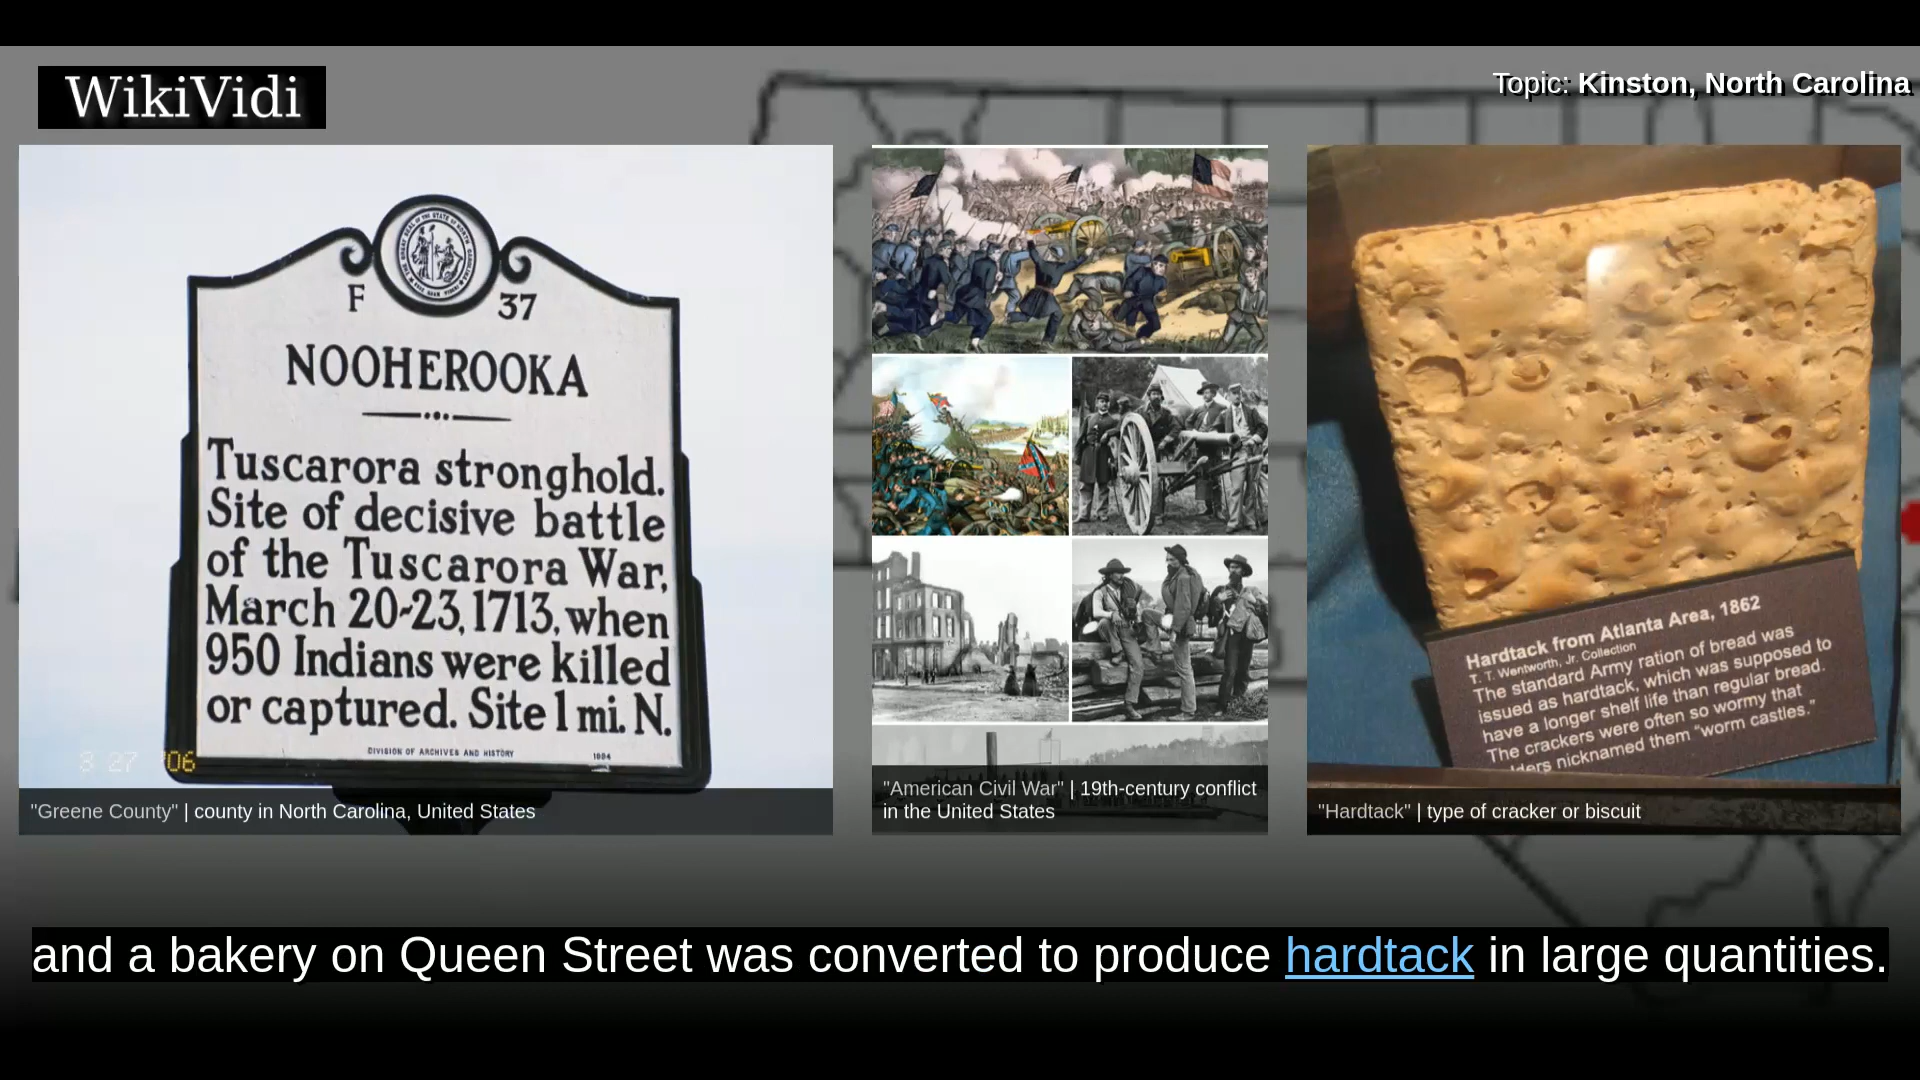 WikiVidi
Topic: Kinston, North Carolina
F 37
NOOHEROOKA
Tuscarora stronghold.
Site of decisive battle
of the Tuscarora War,
March 20-23, 1713, when
950 Indians were killed
or captured. Site 1 mi. N.
DIVISION OF ARCHIVES AND HISTORY
8 27 '06
"Greene County" | county in North Carolina, United States
"American Civil War" | 19th-century conflict
in the United States
Hardtack from Atlanta Area, 1862
T. T. Wentworth, Jr. Collection
The standard Army ration of bread was
issued as hardtack, which was supposed to
have a longer shelf life than regular bread.
The crackers were often so wormy that
nicknamed them "worm castles."
"Hardtack" | type of cracker or biscuit
and a bakery on Queen Street was converted to produce hardtack in large quantities.